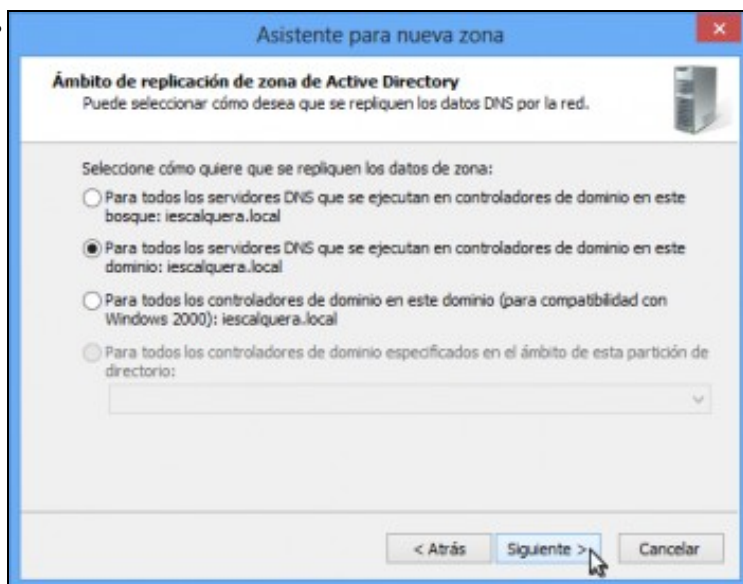 Asistente para nueva zona
Ámbito de replicación de zona de Active Directory
Puede seleccionar cómo desea que se repliquen los datos DNS por la red.
Seleccione cómo quiere que se repliquen los datos de zona:
Para todos los servidores DNS que se ejecutan en controladores de dominio en este
bosque: iescalquera.local
Para todos los servidores DNS que se ejecutan en controladores de dominio en este
dominio: iescalquera.local
Para todos los controladores de dominio en este dominio (para compatibilidad con
Windows 2000): iescalquera.local
Para todos los controladores de dominio especificados en el ámbito de esta partición de
directorio:
< Atrás Siguiente > Cancelar